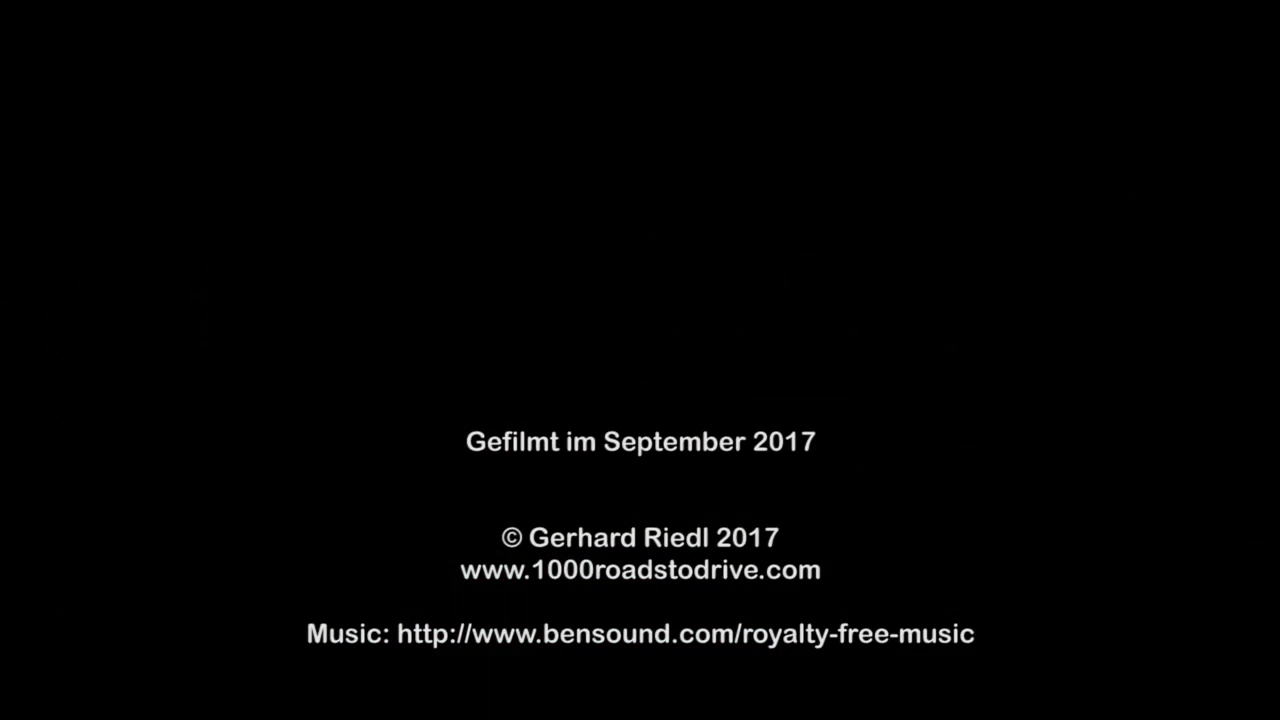 Gefilmt im September 2017
© Gerhard Riedl 2017
www.1000roadstodrive.com
Music: http://www.bensound.com/royalty-free-music